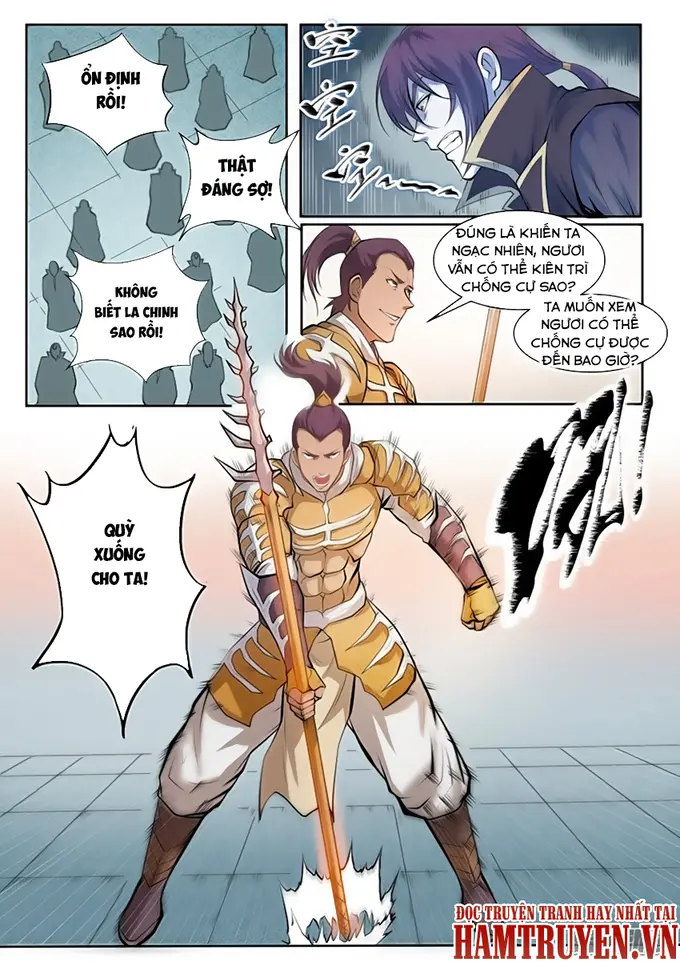 ỔN ĐỊNH
RỒI!
THẬT
ĐÁNG SỢ!
KHÔNG
BIẾT LA CHINH
SAO RỒI!
空
空
ĐÚNG LÀ KHIẾN TA
NGẠC NHIÊN, NGƯƠI
VẪN CÓ THỂ KIÊN TRÌ
CHỐNG CỰ SAO?
TA MUỐN XEM
NGƯƠI CÓ THỂ
CHỐNG CỰ ĐƯỢC
ĐẾN BAO GIỜ?
QUỲ
XUỐNG
CHO TA!
ĐỌC TRUYỆN TRANH HAY NHẤT TẠI
HAMTRUYEN.VN